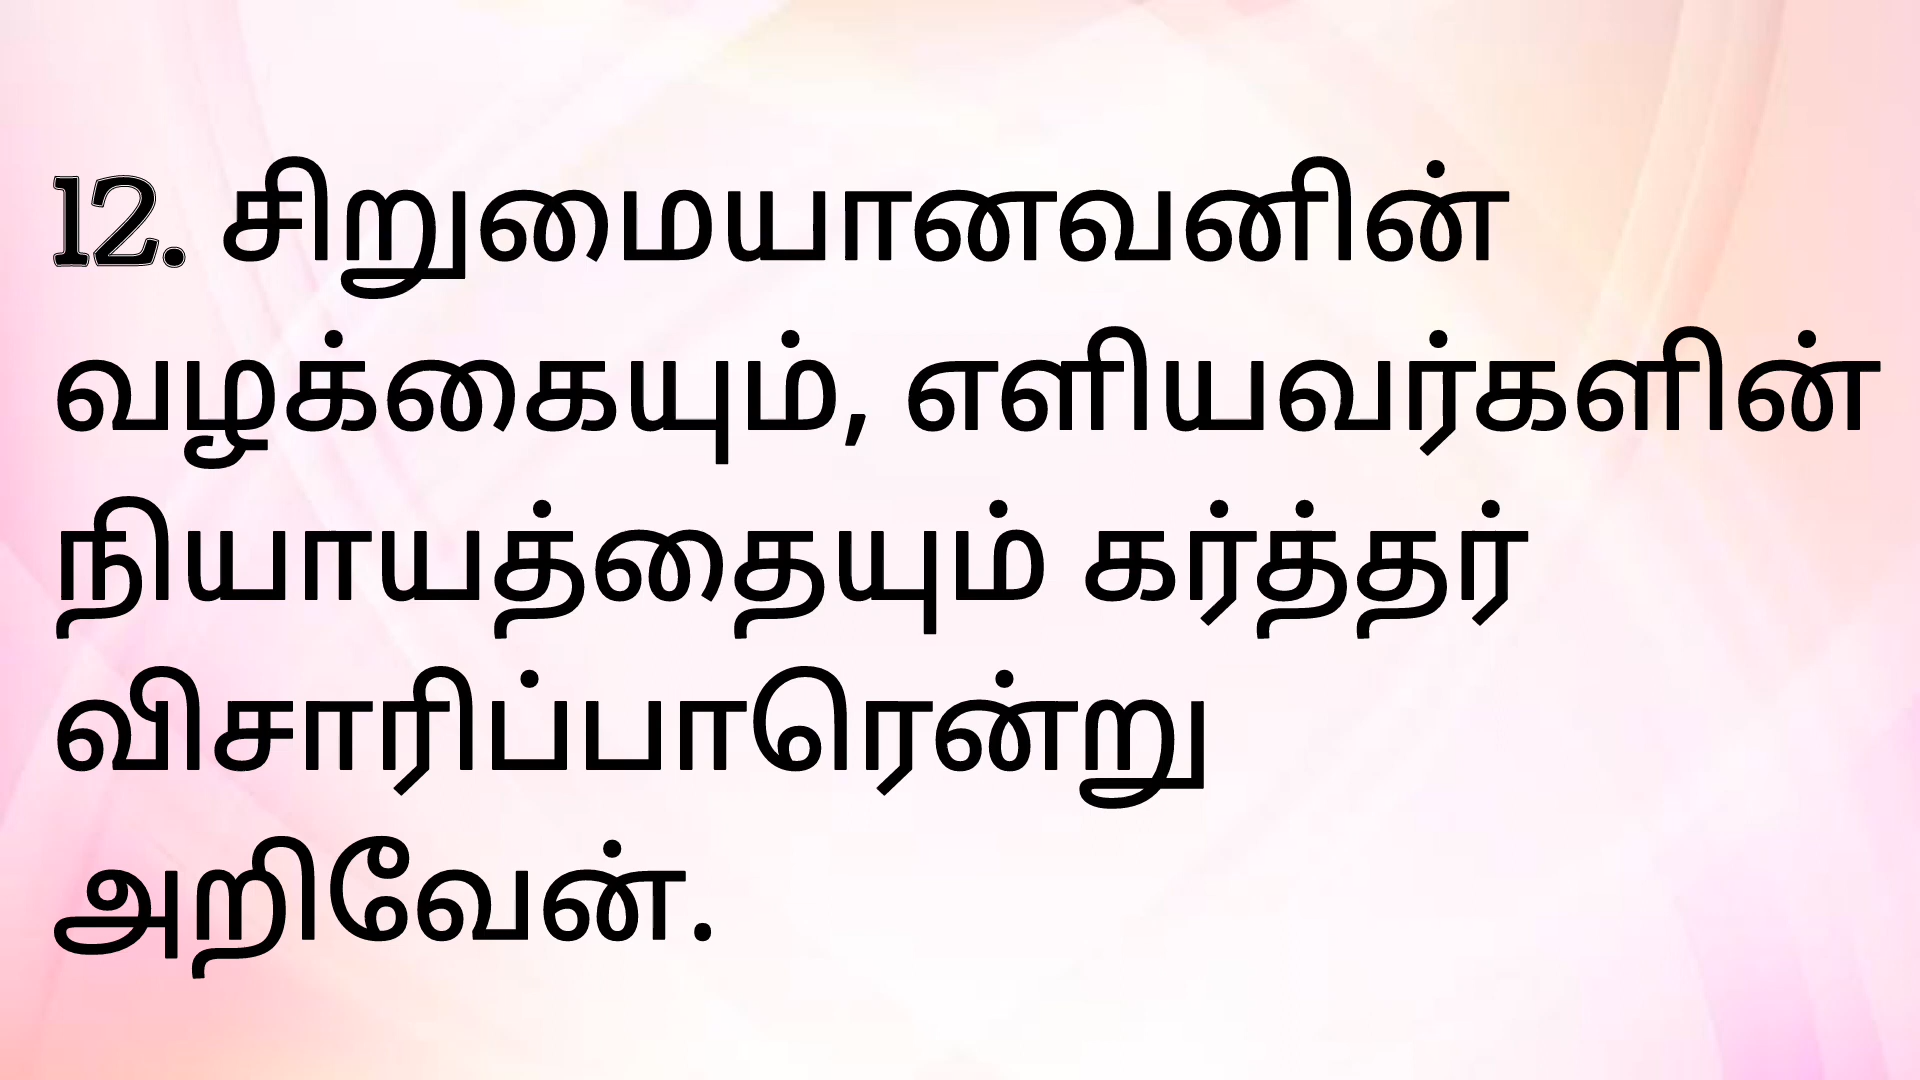 12. சிறுமையானவனின்
வழக்கையும், எளியவர்களின்
நியாயத்தையும் கர்த்தர்
விசாரிப்பாரென்று
அறிவேன்.